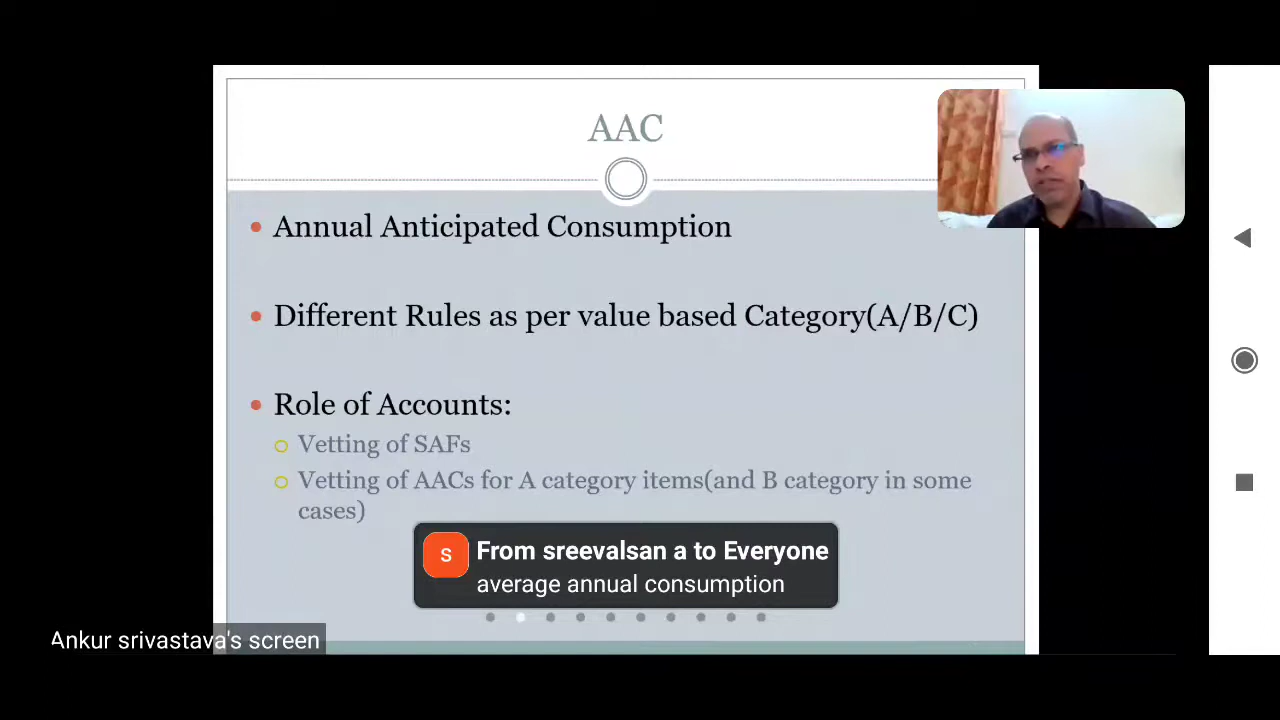 AAC
• Annual Anticipated Consumption
• Different Rules as per value based Category(A/B/C)
• Role of Accounts:
Vetting of SAFs
Vetting of AACs for A category items(and B category in some
cases)
S
From sreevalsan a to Everyone
average annual consumption
Ankur srivastava's screen